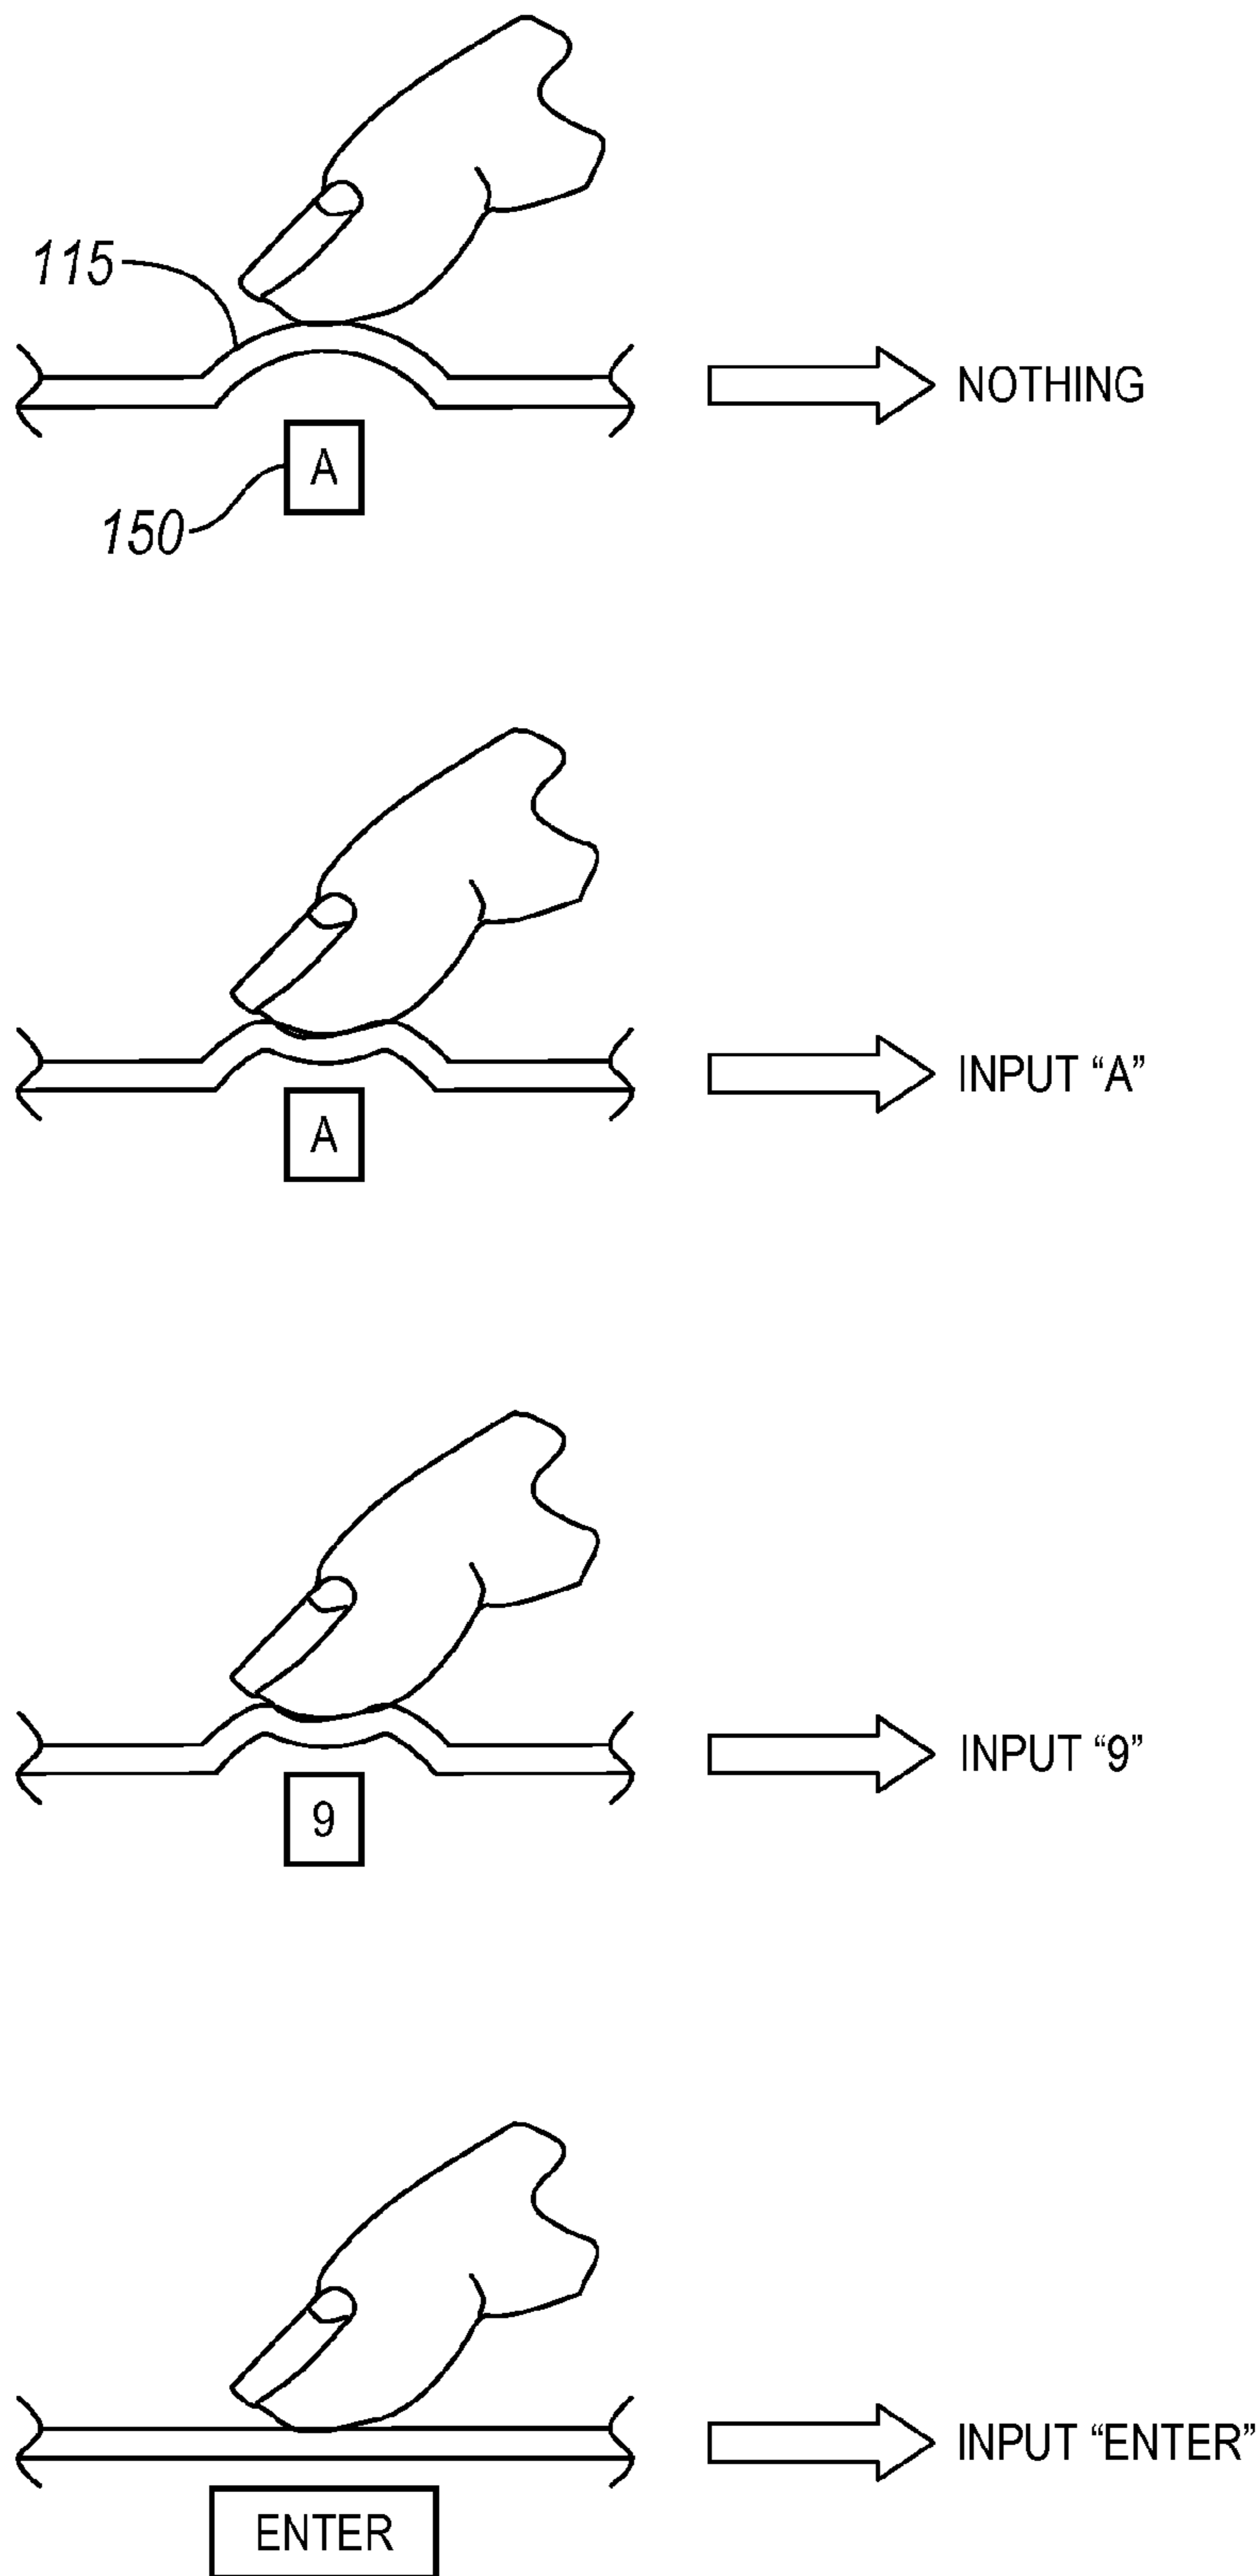 115
NOTHING
A
150
INPUT “A”
A
INPUT “9”
9
INPUT “ENTER”
ENTER